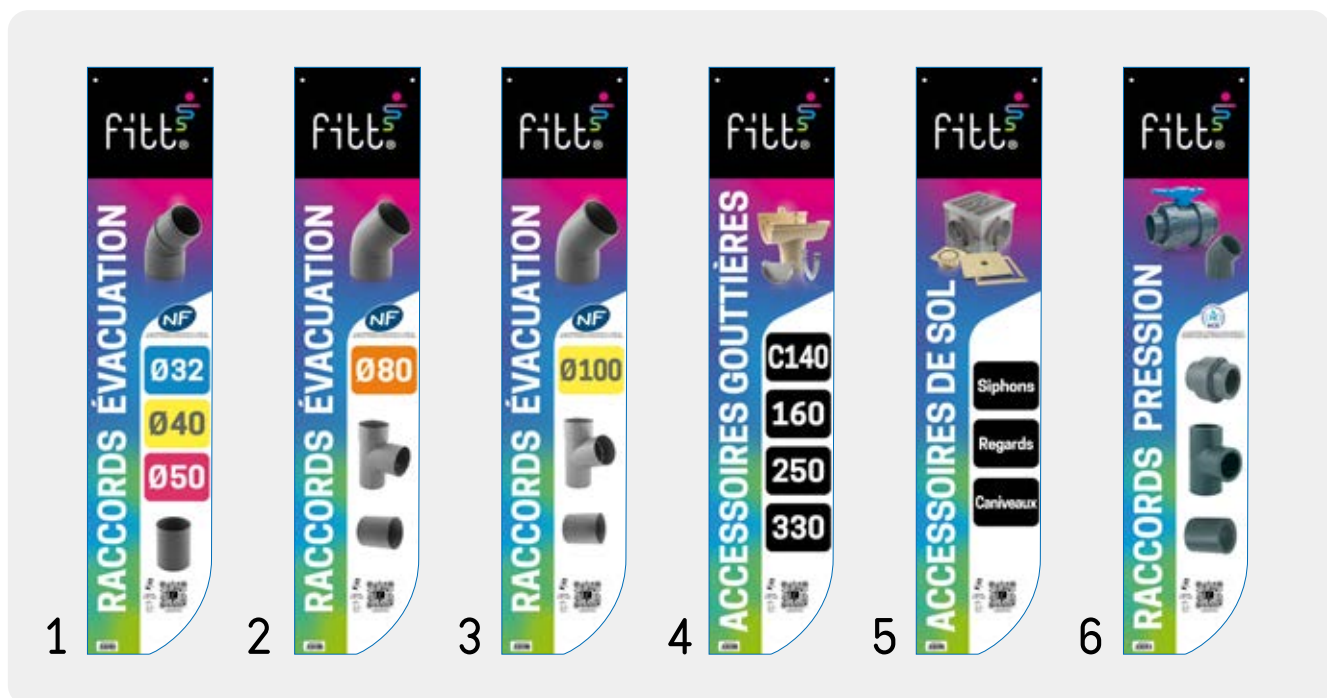 fitt®
RACCORDS ÉVACUATION
NF
Ø32
Ø40
Ø50
1
fitt®
RACCORDS ÉVACUATION
NF
Ø80
2
fitt®
RACCORDS ÉVACUATION
NF
Ø100
3
fitt®
ACCESSOIRES GOUTTIÈRES
C140
160
250
330
4
fitt®
ACCESSOIRES DE SOL
Siphons
Regards
Caniveaux
5
fitt®
RACCORDS PRESSION
6